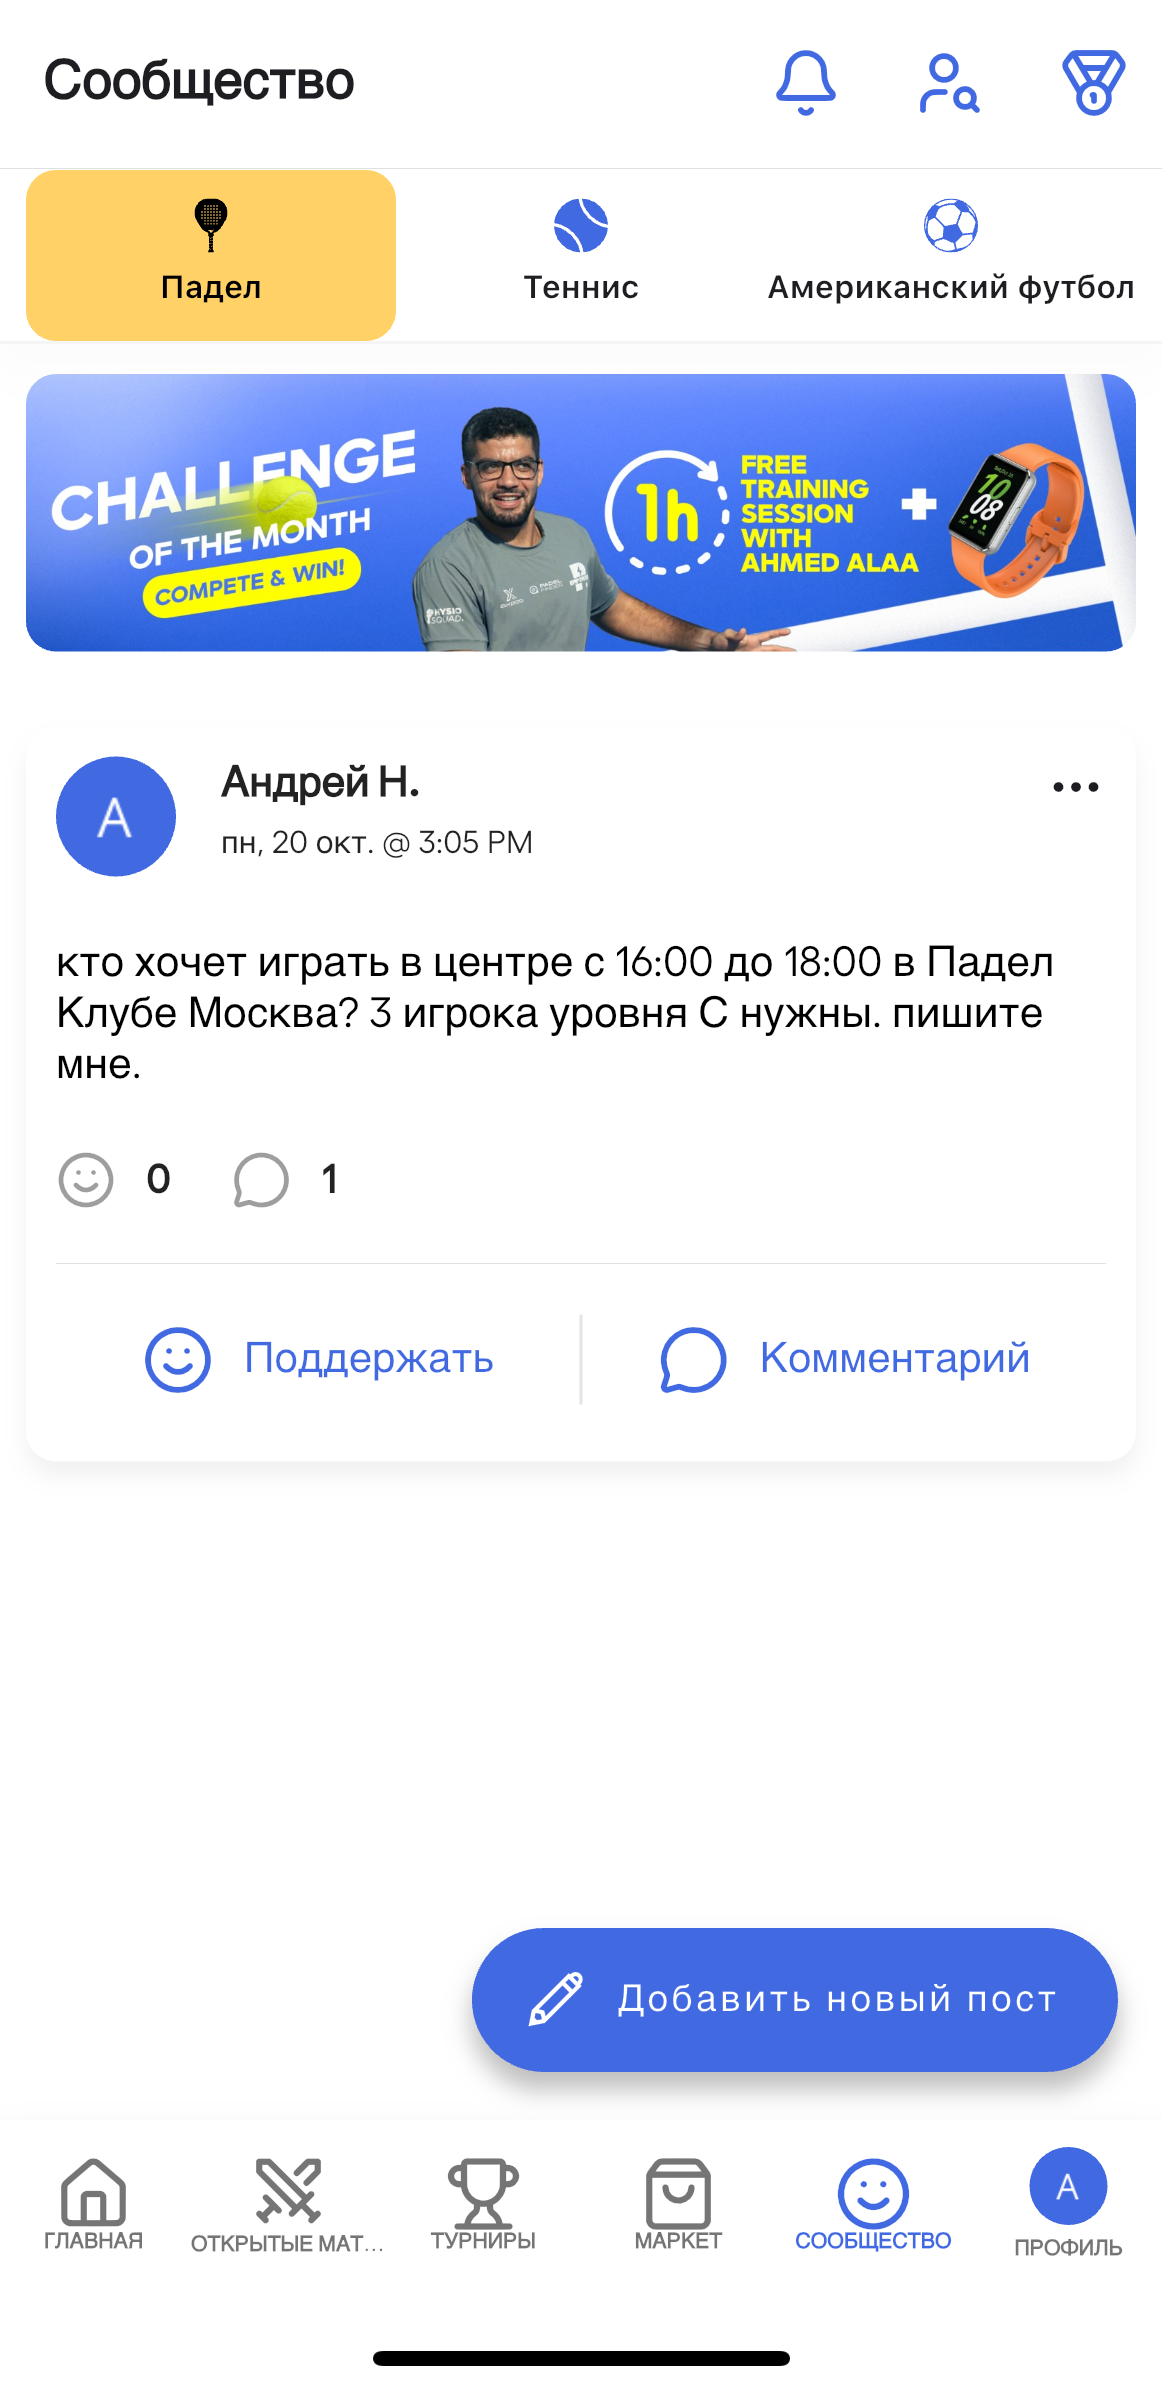 Сообщество
Падел
Теннис
Американский футбол
CHALLENGE
OF THE MONTH
COMPETE & WIN!
1h
FREE
TRAINING
SESSION
WITH
AHMED ALAA
+
10
08
PHYSIO
SQUAD.
А
Андрей Н.
пн, 20 окт. @ 3:05 PM
кто хочет играть в центре с 16:00 до 18:00 в Падел
Клубе Москва? 3 игрока уровня С нужны. пишите
мне.
0
1
Поддержать
Комментарий
Добавить новый пост
ГЛАВНАЯ
ОТКРЫТЫЕ МАТ...
ТУРНИРЫ
МАРКЕТ
СООБЩЕСТВО
А
ПРОФИЛЬ